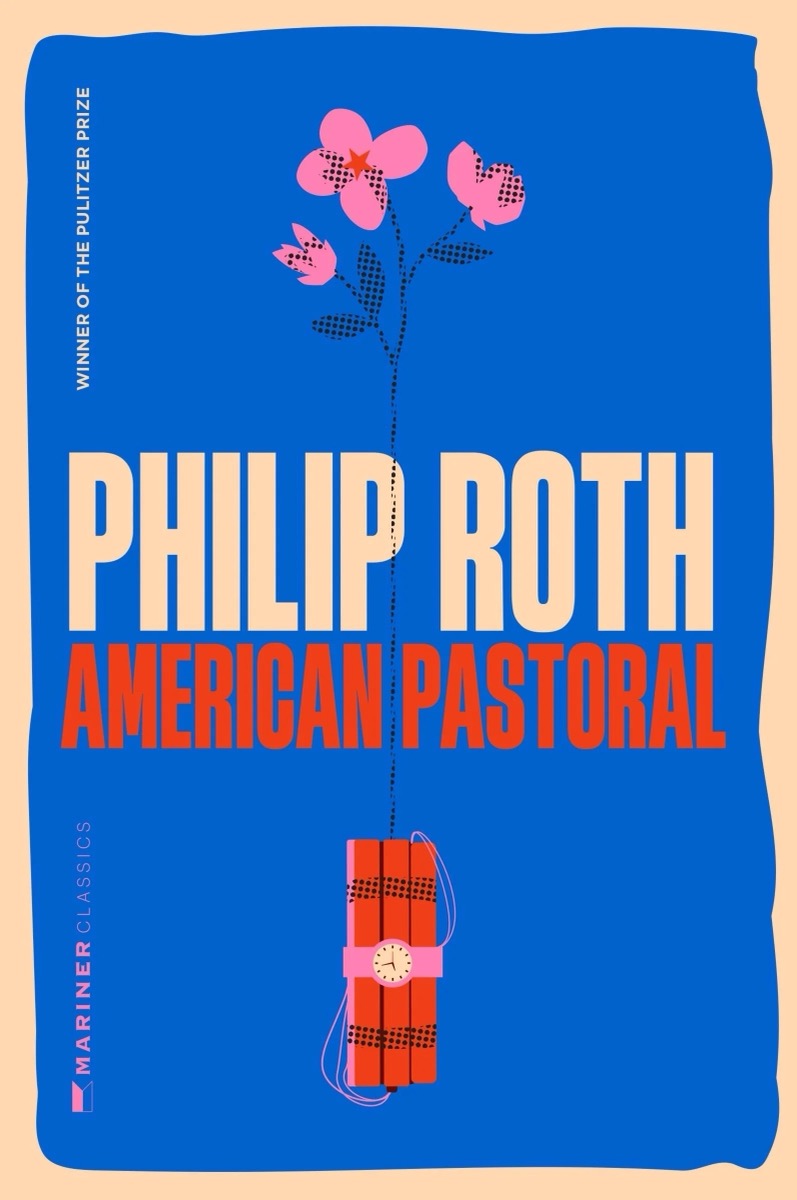 WINNER OF THE PULITZER PRIZE
PHILIP ROTH
AMERICAN PASTORAL
MARINER CLASSICS